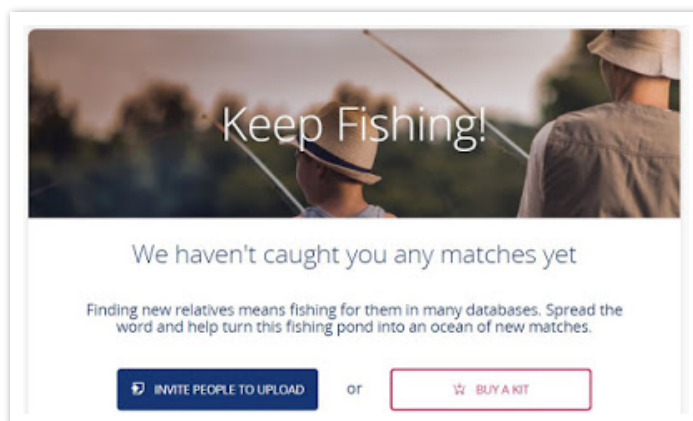 Keep Fishing!
We haven't caught you any matches yet
Finding new relatives means fishing for them in many databases. Spread the
word and help turn this fishing pond into an ocean of new matches.
INVITE PEOPLE TO UPLOAD or BUY A KIT